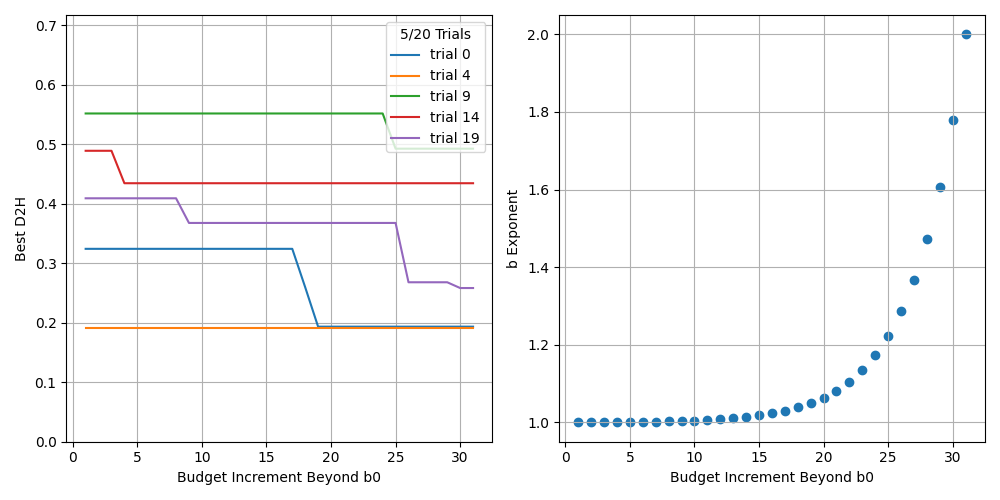 0.7
0.6
0.5
0.4
0.3
0.2
0.1
0.0
Best D2H
0 5 10 15 20 25 30
Budget Increment Beyond b0
5/20 Trials
trial 0
trial 4
trial 9
trial 14
trial 19
2.0
1.8
1.6
1.4
1.2
1.0
b Exponent
0 5 10 15 20 25 30
Budget Increment Beyond b0